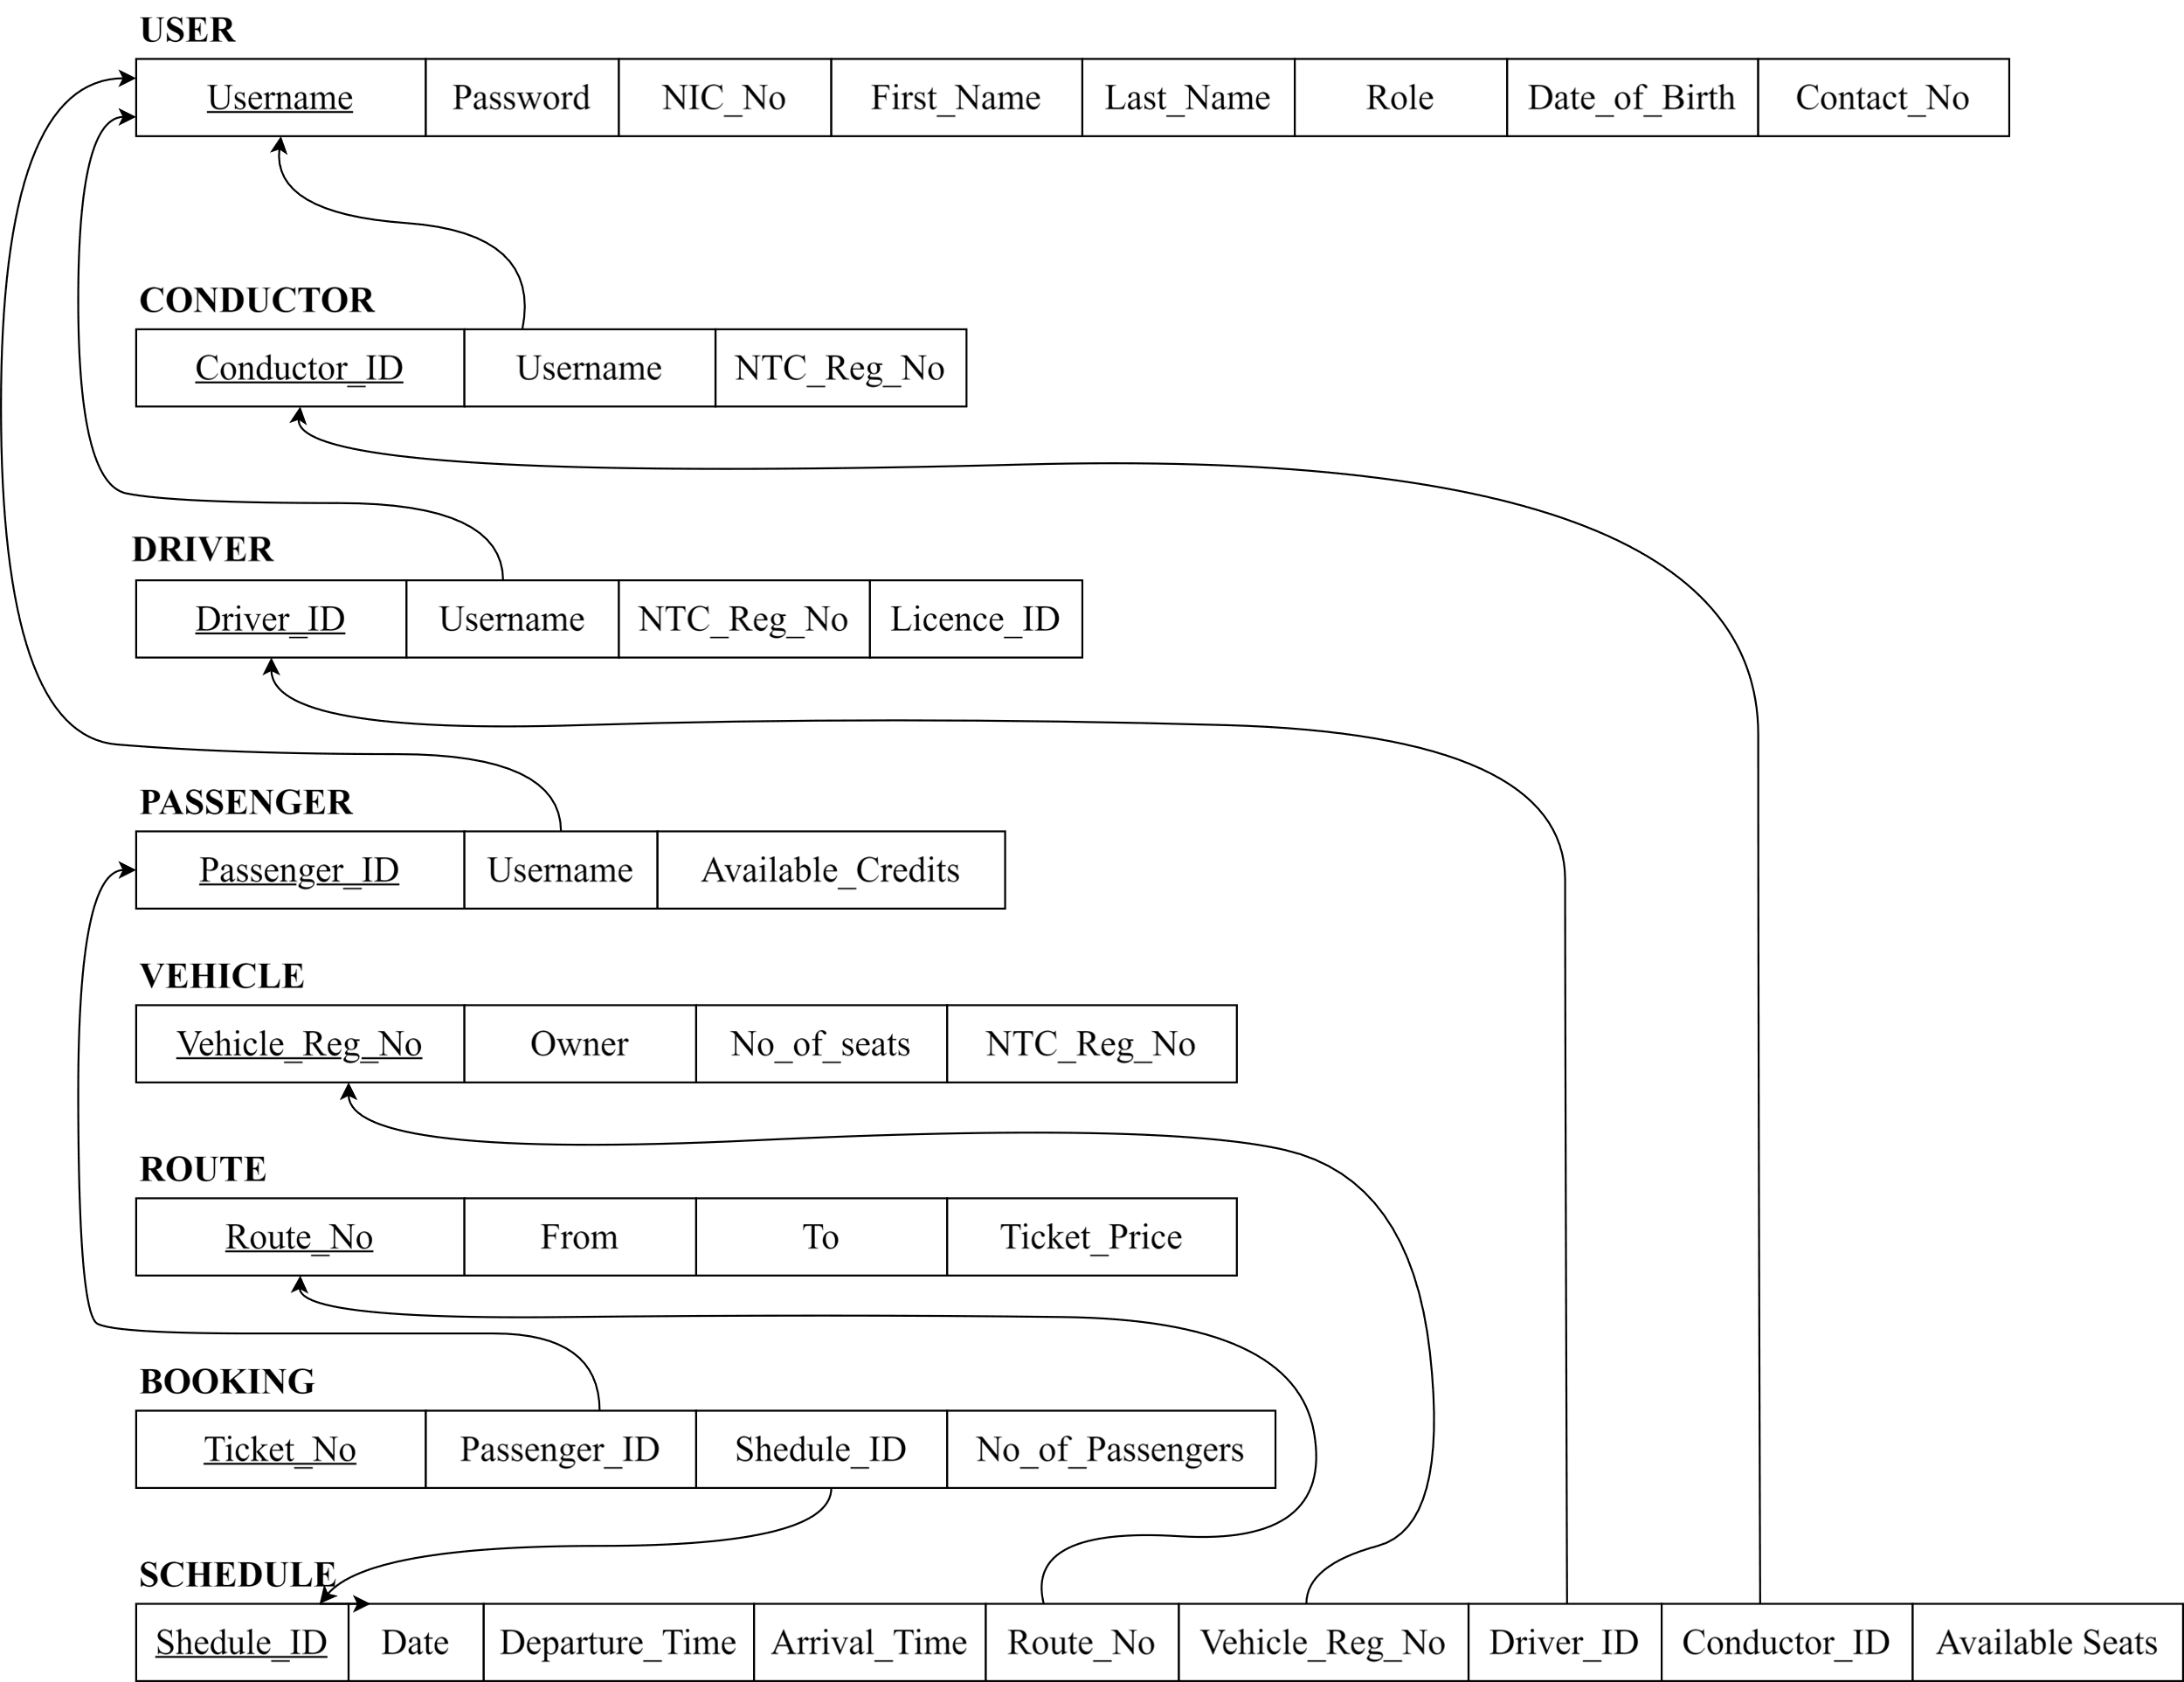 USER
Username Password NIC_No First_Name Last_Name Role Date_of_Birth Contact_No
CONDUCTOR
Conductor_ID Username NTC_Reg_No
DRIVER
Driver_ID Username NTC_Reg_No Licence_ID
PASSENGER
Passenger_ID Username Available_Credits
VEHICLE
Vehicle_Reg_No Owner No_of_seats NTC_Reg_No
ROUTE
Route_No From To Ticket_Price
BOOKING
Ticket_No Passenger_ID Shedule_ID No_of_Passengers
SCHEDULE
Shedule_ID Date Departure_Time Arrival_Time Route_No Vehicle_Reg_No Driver_ID Conductor_ID Available Seats